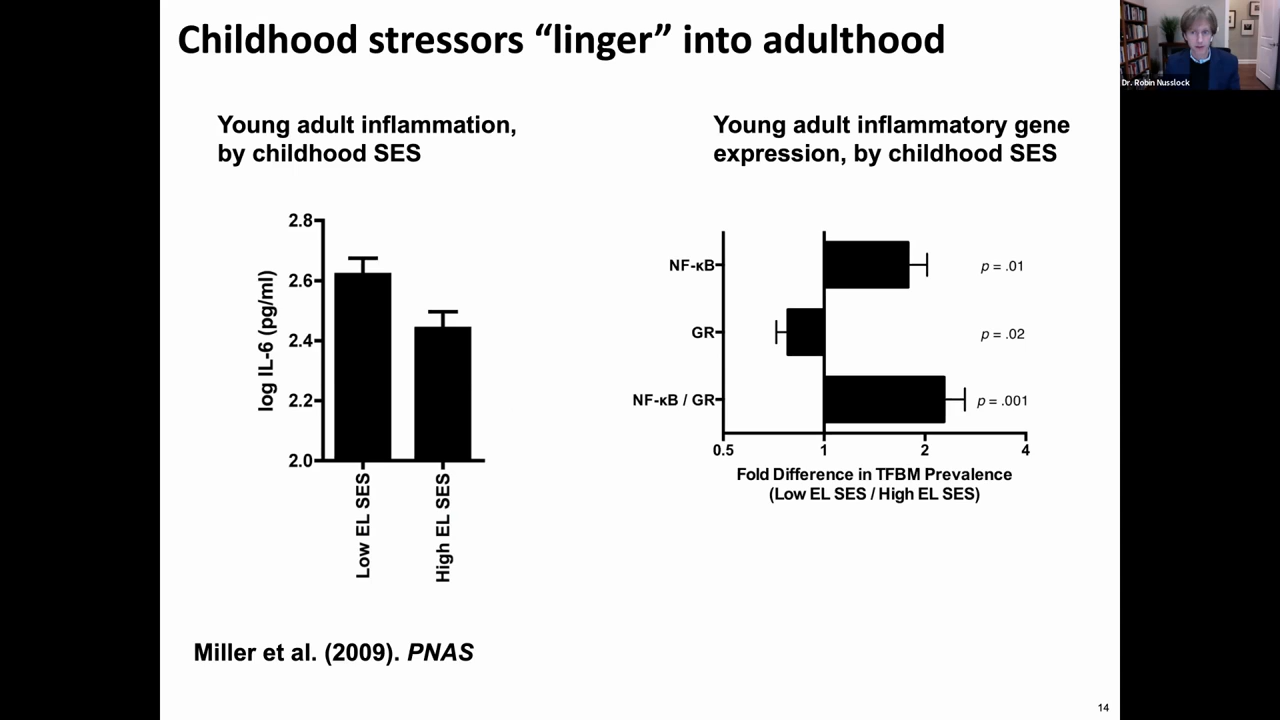 Childhood stressors “linger” into adulthood
Dr. Robin Nusslock
Young adult inflammation,
by childhood SES
2.8
2.6
2.4
2.2
2.0
log IL-6 (pg/ml)
Low EL SES
High EL SES
Young adult inflammatory gene
expression, by childhood SES
NF-κB
p = .01
GR
p = .02
NF-κB / GR
p = .001
0.5 1 2 4
Fold Difference in TFBM Prevalence
(Low EL SES / High EL SES)
Miller et al. (2009). PNAS
14